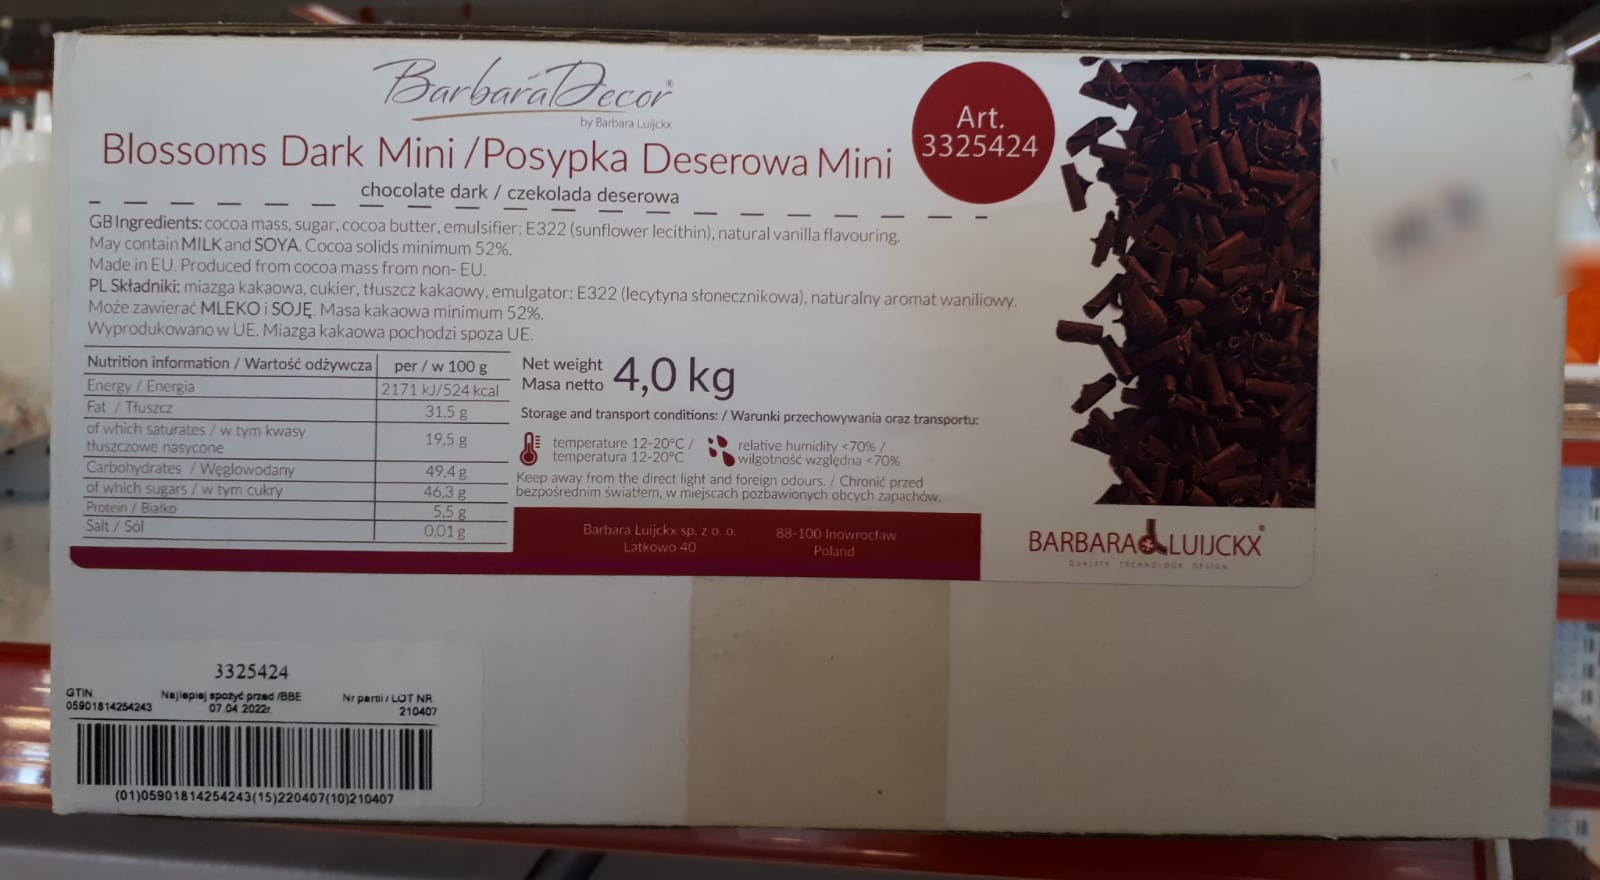 BarbaraDecor®
by Barbara Luijckx
Blossoms Dark Mini / Posypka Deserowa Mini
chocolate dark / czekolada deserowa
Art.
3325424
GB Ingredients: cocoa mass, sugar, cocoa butter, emulsifier: E322 (sunflower lecithin), natural vanilla flavouring.
May contain MILK and SOYA. Cocoa solids minimum 52%.
Made in EU. Produced from cocoa mass from non- EU.
PL Składniki: miazga kakaowa, cukier, tłuszcz kakaowy, emulgator: E322 (lecytyna słonecznikowa), naturalny aromat waniliowy.
Może zawierać MLEKO i SOJĘ. Masa kakaowa minimum 52%.
Wyprodukowano w UE. Miazga kakaowa pochodzi spoza UE.
Nutrition information / Wartość odżywcza per / w 100 g
Energy / Energia 2171 kJ/524 kcal
Fat / Tłuszcz 31,5 g
of which saturates / w tym kwasy
tłuszczowe nasycone 19,5 g
Carbohydrates / Węglowodany 49,4 g
of which sugars / w tym cukry 46,3 g
Protein / Białko 5,5 g
Salt / Sól 0,01 g
Net weight
Masa netto
4,0 kg
Storage and transport conditions: / Warunki przechowywania oraz transportu:
temperature 12-20°C /
temperatura 12-20°C
relative humidity <70% /
wilgotność względna <70%
Keep away from the direct light and foreign odours. / Chronić przed
bezpośrednim światłem, w miejscach pozbawionych obcych zapachów.
Barbara Luijckx sp. z o. o.
Latkowo 40
88-100 Inowrocław
Poland
BARBARA LUIJCKX®
QUALITY TECHNOLOGY DESIGN
3325424
GTIN
05901814254243
Najlepiej spożyć przed /BBE
07.04.2022r.
Nr partii / LOT NR
210407
(01)05901814254243(15)220407(10)210407